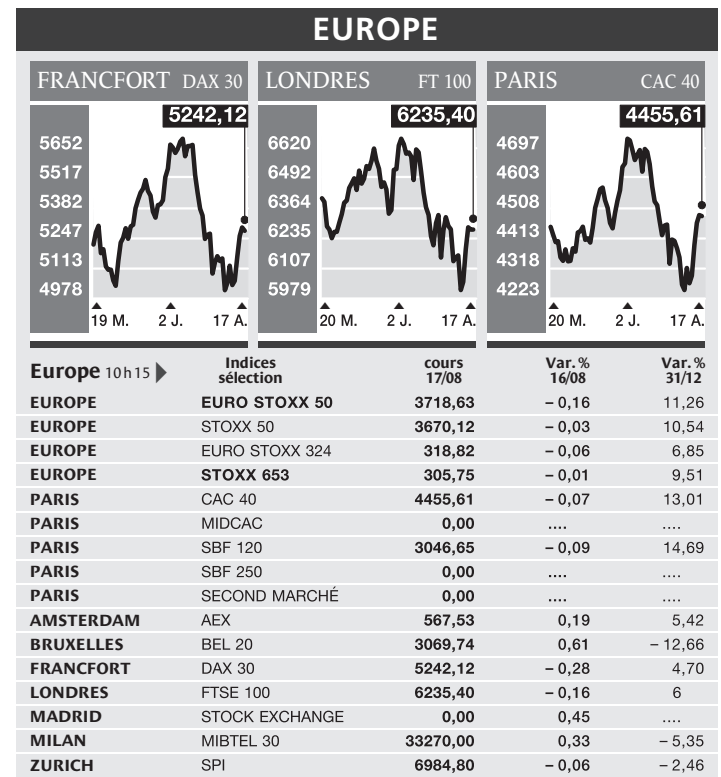 EUROPE
FRANCFORT DAX 30
5242,12
5652
5517
5382
5247
5113
4978
19 M. 2 J. 17 A.
LONDRES FT 100
6235,40
6620
6492
6364
6235
6107
5979
20 M. 2 J. 17 A.
PARIS CAC 40
4455,61
4697
4603
4508
4413
4318
4223
20 M. 2 J. 17 A.
Europe 10h15 Indices sélection cours 17/08 Var. % 16/08 Var. % 31/12
EUROPE EURO STOXX 50 3718,63 – 0,16 11,26
EUROPE STOXX 50 3670,12 – 0,03 10,54
EUROPE EURO STOXX 324 318,82 – 0,06 6,85
EUROPE STOXX 653 305,75 – 0,01 9,51
PARIS CAC 40 4455,61 – 0,07 13,01
PARIS MIDCAC 0,00 .... ....
PARIS SBF 120 3046,65 – 0,09 14,69
PARIS SBF 250 0,00 .... ....
PARIS SECOND MARCHÉ 0,00 .... ....
AMSTERDAM AEX 567,53 0,19 5,42
BRUXELLES BEL 20 3069,74 0,61 – 12,66
FRANCFORT DAX 30 5242,12 – 0,28 4,70
LONDRES FTSE 100 6235,40 – 0,16 6
MADRID STOCK EXCHANGE 0,00 0,45 ....
MILAN MIBTEL 30 33270,00 0,33 – 5,35
ZURICH SPI 6984,80 – 0,06 – 2,46